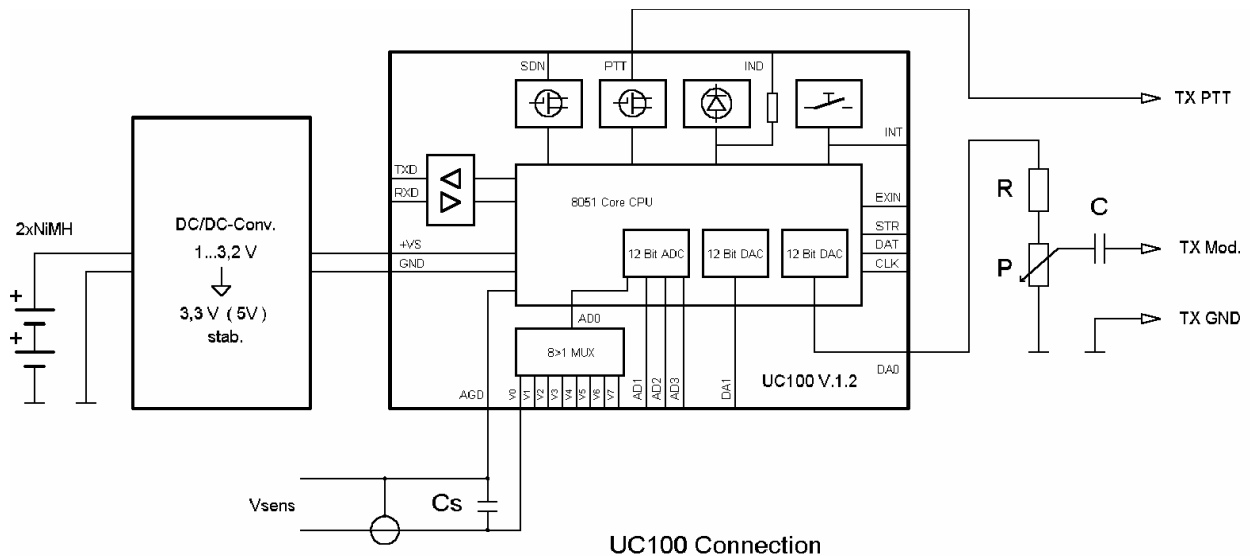 SDN
PTT
IND
TX PTT
INT
TXD
RXD
8051 Core CPU
EXIN
R
C
DC/DC-Conv.
1...3,2 V
3,3 V ( 5V )
stab.
2xNiMH
+
+
+VS
GND
STR
DAT
CLK
12 Bit ADC
12 Bit DAC
12 Bit DAC
P
TX Mod.
TX GND
AD0
8>1 MUX
UC100 V.1.2
DA0
AGD
V0
V1
V2
V3
V4
V5
V6
V7
AD1
AD2
AD3
DA1
Vsens
Cs
UC100 Connection